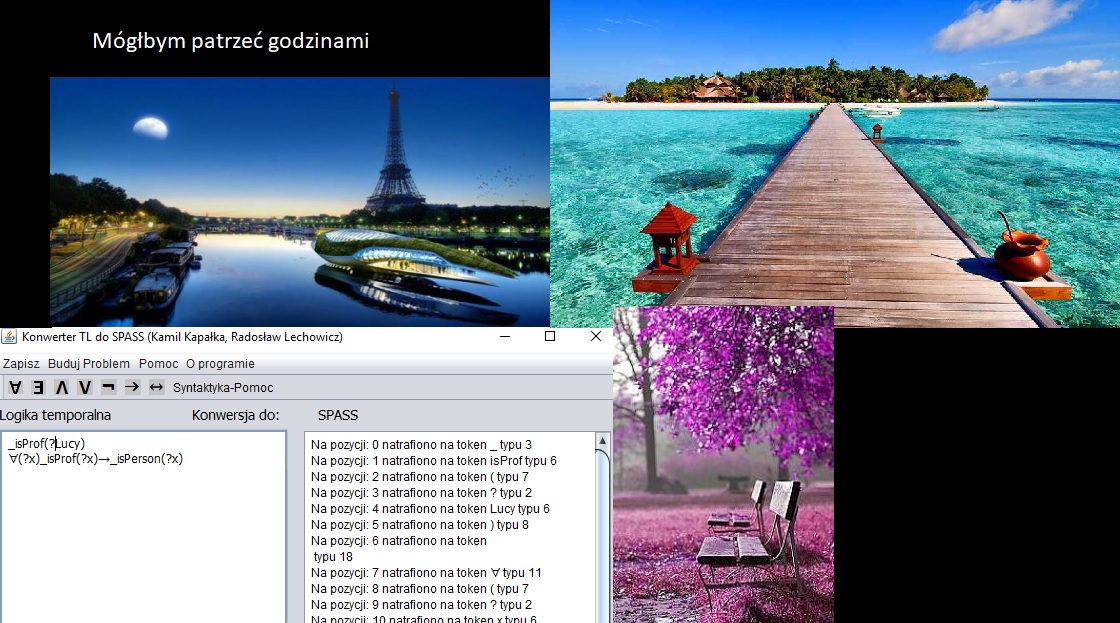 Mógłbym patrzeć godzinami
Konwerter TL do SPASS (Kamil Kapałka, Radosław Lechowicz)
Zapisz Buduj Problem Pomoc O programie
∀ ∃ Λ V ¬ → ↔ Syntaktyka-Pomoc
Logika temporalna Konwersja do: SPASS
_isProf(?Lucy)
∀(?x)_isProf(?x)→_isPerson(?x)
Na pozycji: 0 natrafiono na token _ typu 3
Na pozycji: 1 natrafiono na token isProf typu 6
Na pozycji: 2 natrafiono na token ( typu 7
Na pozycji: 3 natrafiono na token ? typu 2
Na pozycji: 4 natrafiono na token Lucy typu 6
Na pozycji: 5 natrafiono na token ) typu 8
Na pozycji: 6 natrafiono na token
typu 18
Na pozycji: 7 natrafiono na token ∀ typu 11
Na pozycji: 8 natrafiono na token ( typu 7
Na pozycji: 9 natrafiono na token ? typu 2
Na pozycji: 10 natrafiono na token x typu 6